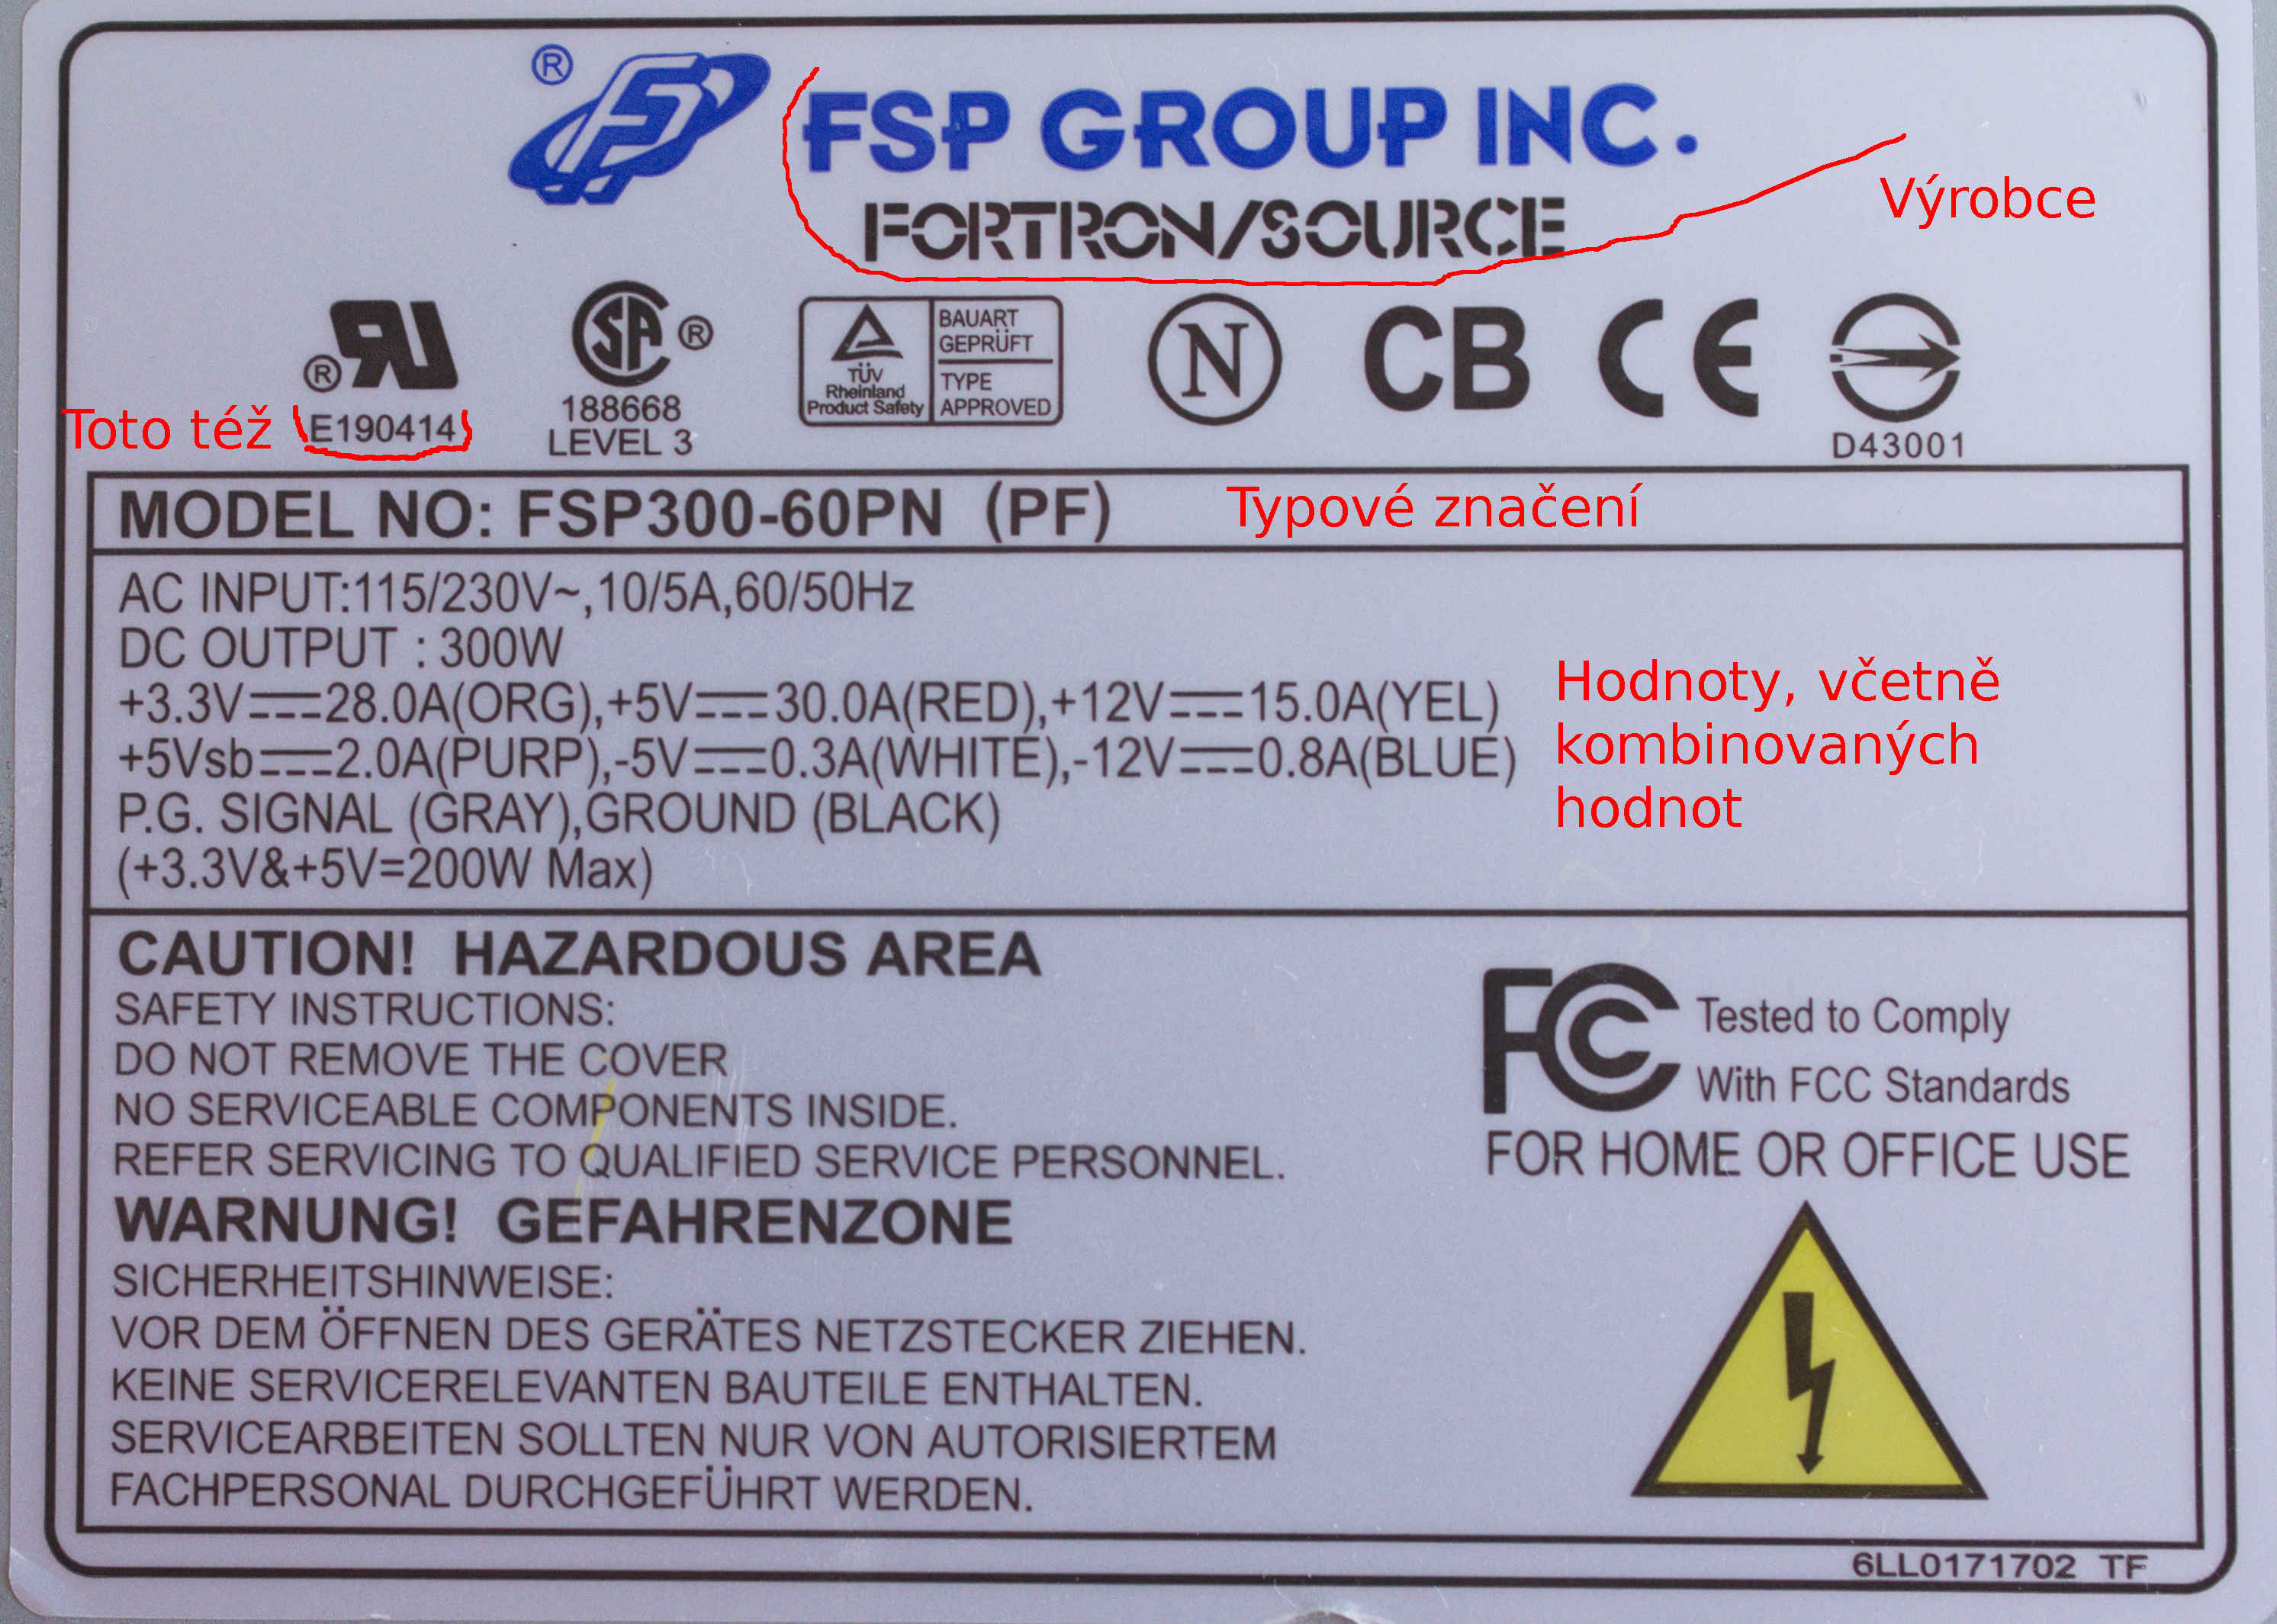 ® FSP GROUP INC.
FORTRON/SOURCE
Výrobce
®
SA ®
TÜV
Rheinland
Product Safety
BAUART
GEPRÜFT
TYPE
APPROVED
N
CB
CE
Toto též E190414
188668
LEVEL 3
D43001
MODEL NO: FSP300-60PN (PF) Typové značení
AC INPUT:115/230V~,10/5A,60/50Hz
DC OUTPUT : 300W
+3.3V⎓28.0A(ORG),+5V⎓30.0A(RED),+12V⎓15.0A(YEL)
+5Vsb⎓2.0A(PURP),-5V⎓0.3A(WHITE),-12V⎓0.8A(BLUE)
P.G. SIGNAL (GRAY),GROUND (BLACK)
(+3.3V&+5V=200W Max)
Hodnoty, včetně
kombinovaných
hodnot
CAUTION! HAZARDOUS AREA
SAFETY INSTRUCTIONS:
DO NOT REMOVE THE COVER
NO SERVICEABLE COMPONENTS INSIDE.
REFER SERVICING TO QUALIFIED SERVICE PERSONNEL.
WARNUNG! GEFAHRENZONE
SICHERHEITSHINWEISE:
VOR DEM ÖFFNEN DES GERÄTES NETZSTECKER ZIEHEN.
KEINE SERVICERELEVANTEN BAUTEILE ENTHALTEN.
SERVICEARBEITEN SOLLTEN NUR VON AUTORISIERTEM
FACHPERSONAL DURCHGEFÜHRT WERDEN.
FC Tested to Comply
With FCC Standards
FOR HOME OR OFFICE USE
6LL0171702 TF